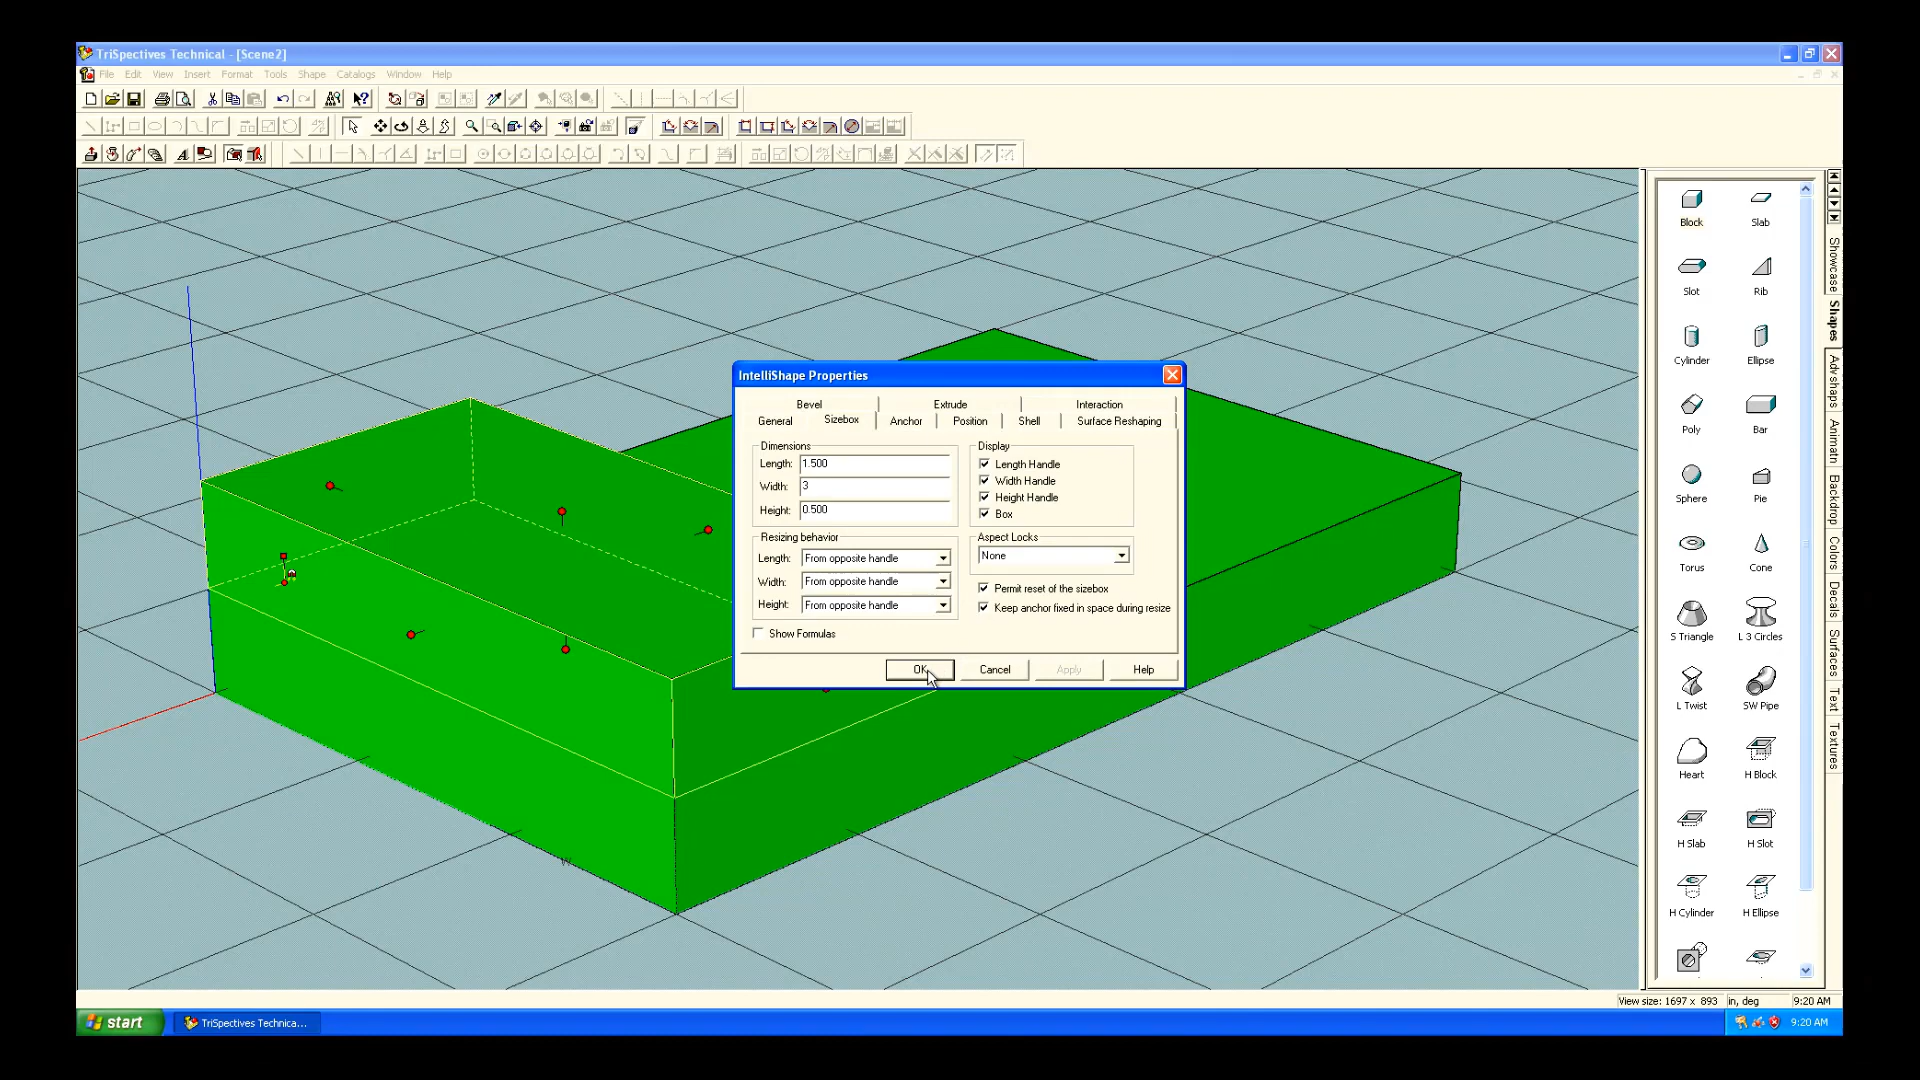 TriSpectives Technical - [Scene2]
File Edit View Insert Format Tools Shape Catalogs Window Help
IntelliShape Properties
Bevel Extrude Interaction
General Sizebox Anchor Position Shell Surface Reshaping
Dimensions
Length: 1.500
Width: 3
Height: 0.500
Display
Length Handle
Width Handle
Height Handle
Box
Resizing behavior
Length: From opposite handle
Width: From opposite handle
Height: From opposite handle
Aspect Locks
None
Permit reset of the sizebox
Keep anchor fixed in space during resize
Show Formulas
OK Cancel Apply Help
W
Block Slab
Slot Rib
Cylinder Ellipse
Poly Bar
Sphere Pie
Torus Cone
S Triangle L 3 Circles
L Twist SW Pipe
Heart H Block
H Slab H Slot
H Cylinder H Ellipse
Showcase
Shapes
Advshaps
Animatn
Backdrop
Colors
Decals
Surfaces
Text
Textures
View size: 1697 x 893 in, deg 9:20 AM
start TriSpectives Technica... 9:20 AM